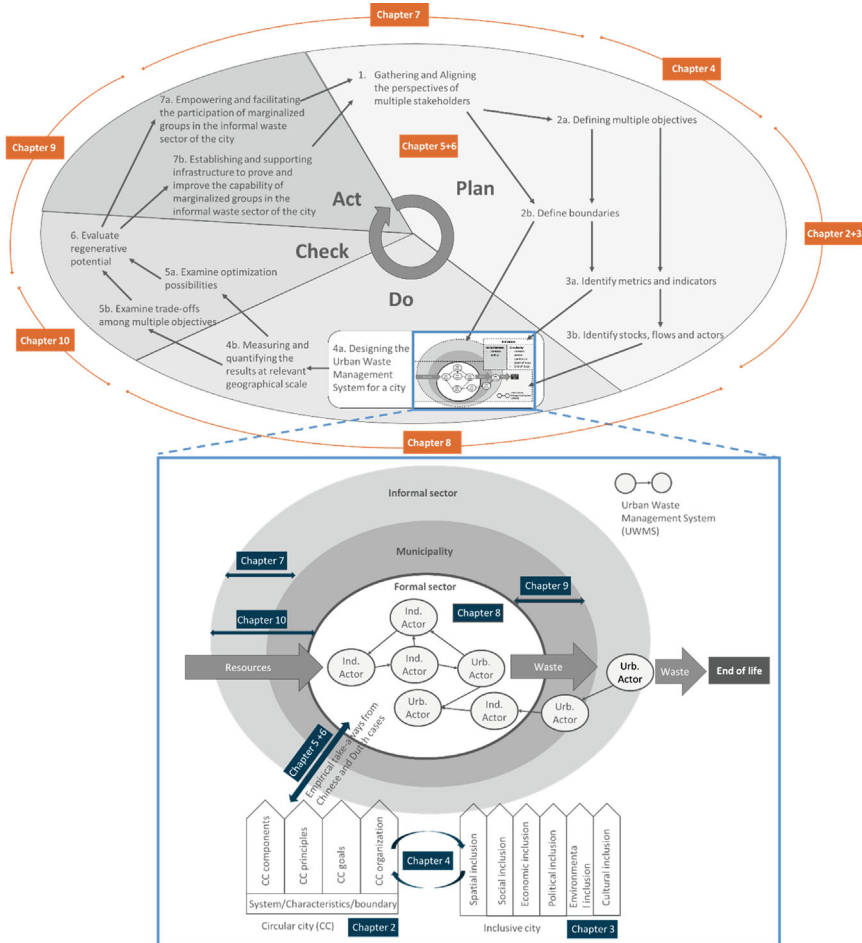 Chapter 7
Chapter 4
Chapter 9
Chapter 2+3
Chapter 10
Chapter 8
7a. Empowering and facilitating
the participation of marginalized
groups in the informal waste
sector of the city
7b. Establishing and supporting
infrastructure to prove and
improve the capability of
marginalized groups in the
informal waste sector of the city
1. Gathering and Aligning
the perspectives of
multiple stakeholders
Chapter 5+6
2a. Defining multiple objectives
Act
Plan
Check
Do
2b. Define boundaries
6. Evaluate
regenerative
potential
5a. Examine optimization
possibilities
5b. Examine trade-offs
among multiple objectives
3a. Identify metrics and indicators
3b. Identify stocks, flows and actors
4b. Measuring and
quantifying the
results at relevant
geographical scale
4a. Designing the
Urban Waste
Management
System for a city
Informal sector
Urban Waste
Management System
(UWMS)
Municipality
Chapter 7
Formal sector
Chapter 9
Chapter 10
Chapter 8
Ind.
Actor
Resources
Ind.
Actor
Ind.
Actor
Urb.
Actor
Waste
Urb.
Actor
Waste
End of life
Urb.
Actor
Ind.
Actor
Urb.
Actor
Chapter 5 +6
Empirical take-aways from
Chinese and Dutch cases
CC components
CC principles
CC goals
CC organization
System/Characteristics/boundary
Circular city (CC)
Chapter 2
Chapter 4
Spatial inclusion
Social inclusion
Economic inclusion
Political inclusion
Environmenta
l inclusion
Cultural inclusion
Inclusive city
Chapter 3